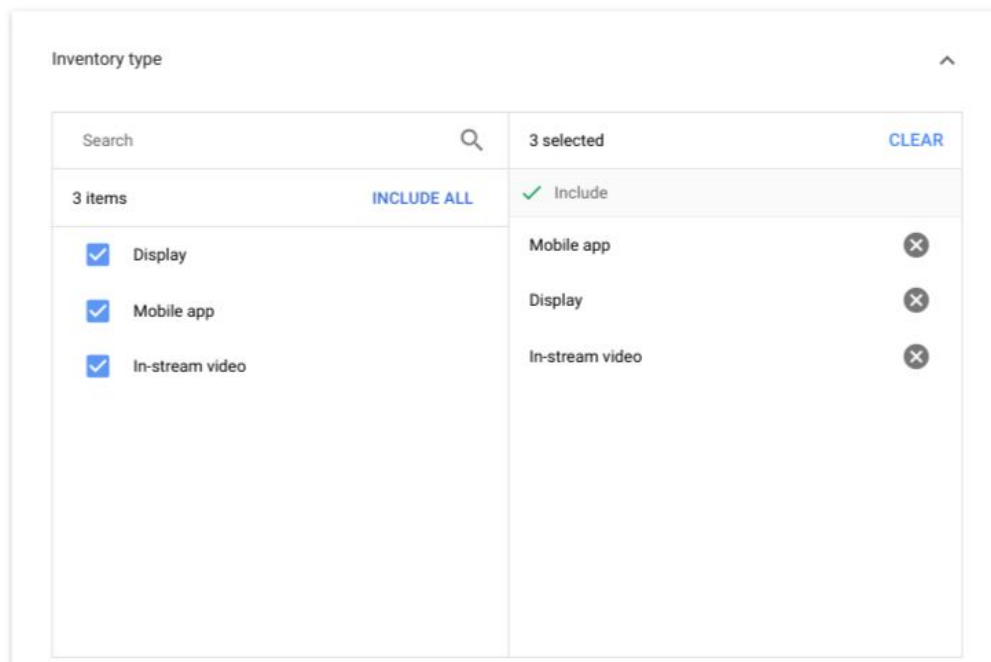 Inventory type
Search
3 items
INCLUDE ALL
Display
Mobile app
In-stream video
3 selected
CLEAR
Include
Mobile app
Display
In-stream video